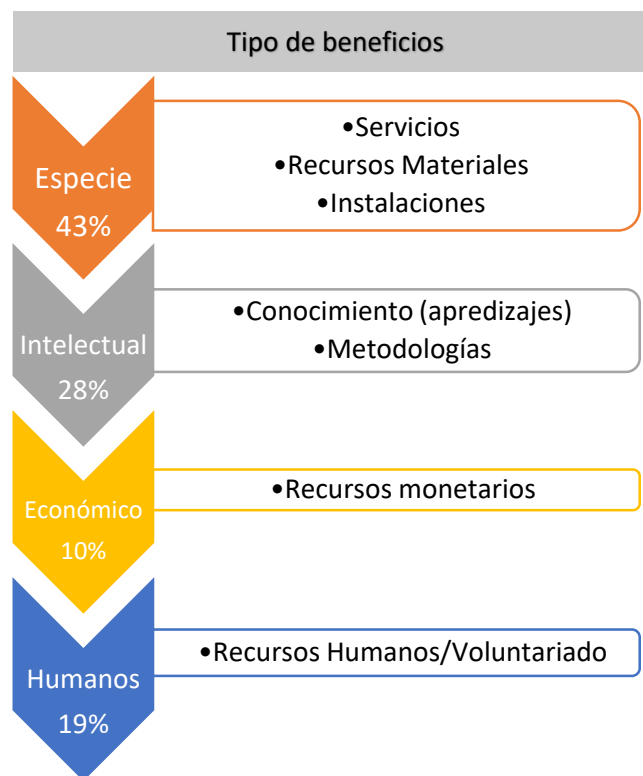 Tipo de beneficios
Especie
43%
•Servicios
•Recursos Materiales
•Instalaciones
Intelectual
28%
•Conocimiento (apredizajes)
•Metodologías
Económico
10%
•Recursos monetarios
Humanos
19%
•Recursos Humanos/Voluntariado